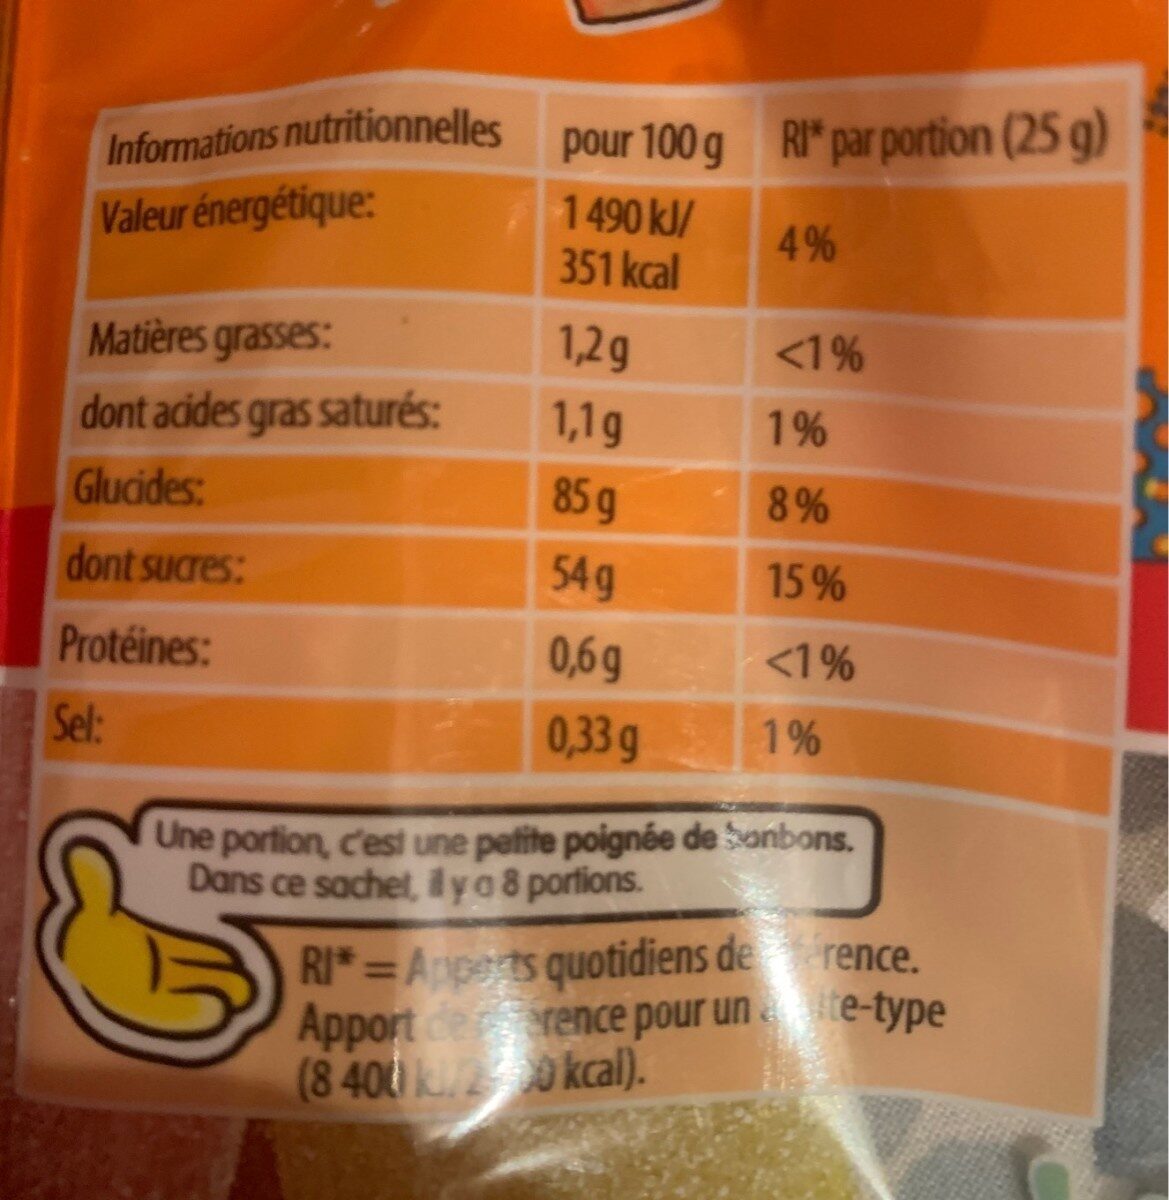 Informations nutritionnelles pour 100 g RI* par portion (25 g)
Valeur énergétique: 1 490 kJ/ 4 %
351 kcal
Matières grasses: 1,2 g <1 %
dont acides gras saturés: 1,1 g 1 %
Glucides: 85 g 8 %
dont sucres: 54 g 15 %
Protéines: 0,6 g <1 %
Sel: 0,33 g 1 %
Une portion, c'est une petite poignée de bonbons.
Dans ce sachet, il y a 8 portions.
RI* = Apports quotidiens de
Apport de pour un
kcal).